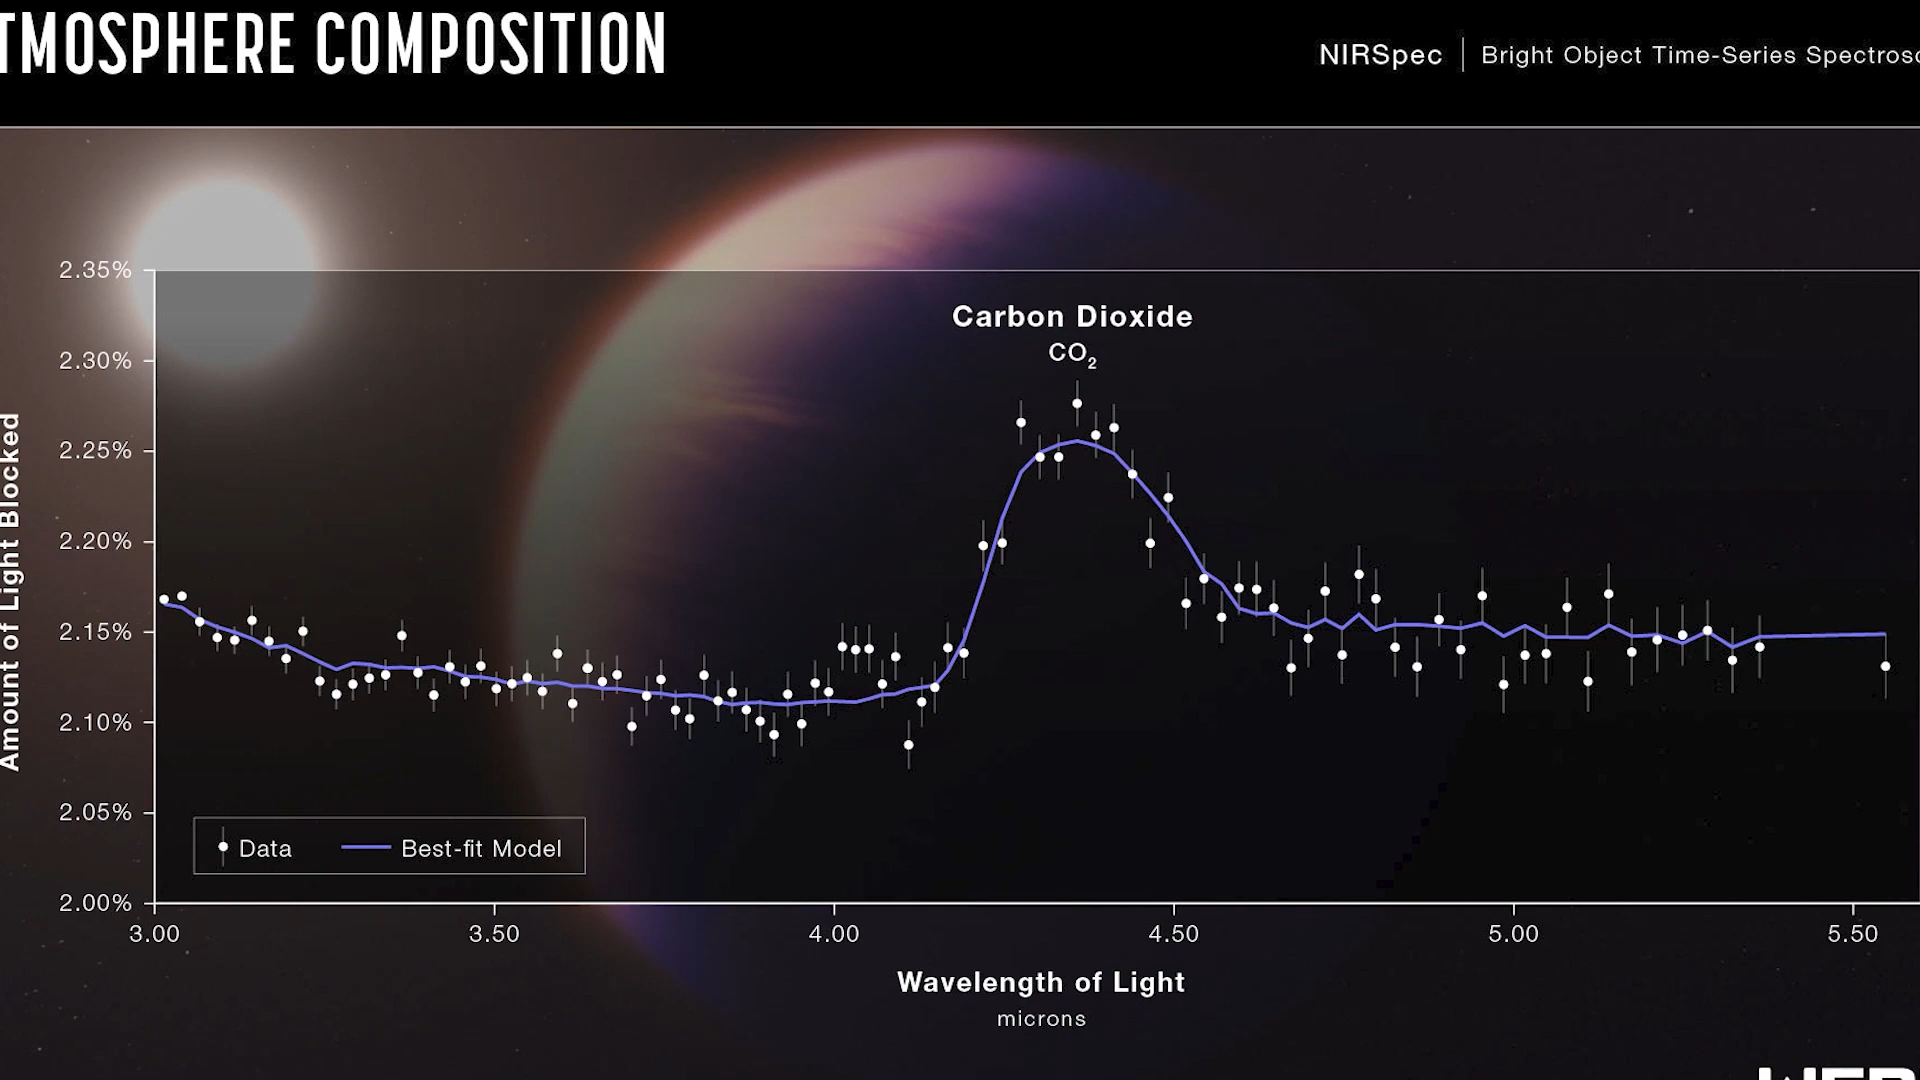 TMOSPHERE COMPOSITION
NIRSpec | Bright Object Time-Series Spectrosc
Carbon Dioxide
CO₂
Amount of Light Blocked
2.35%
2.30%
2.25%
2.20%
2.15%
2.10%
2.05%
2.00%
Data
Best-fit Model
3.00 3.50 4.00 4.50 5.00 5.50
Wavelength of Light
microns